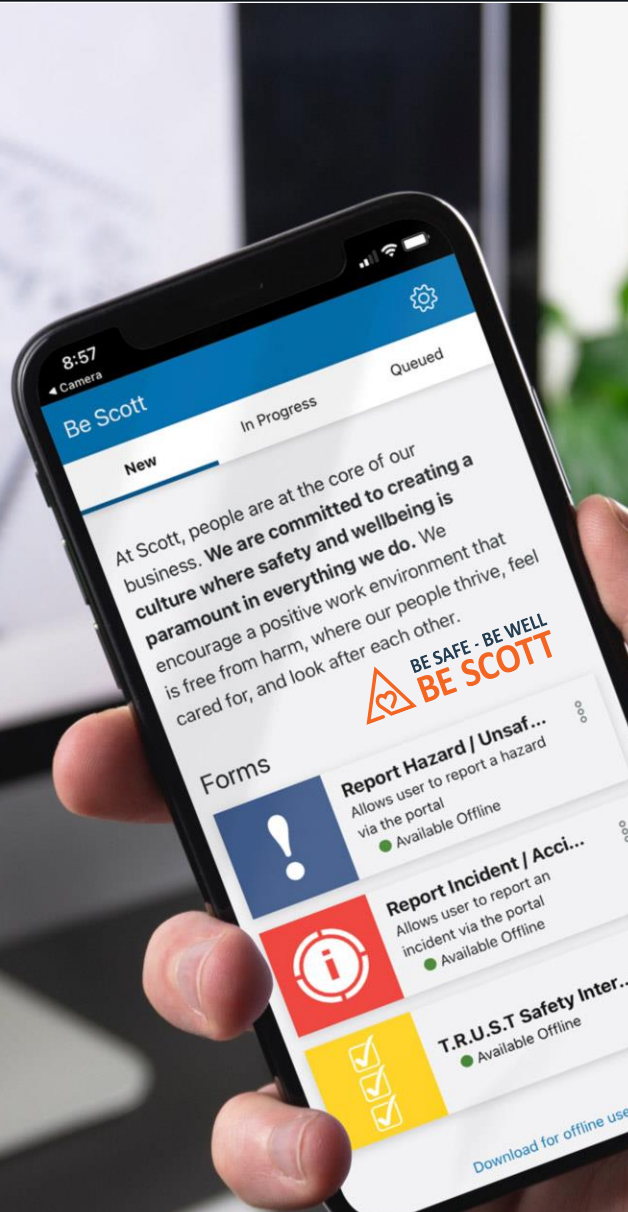 8:57
◀ Camera
Be Scott
New
In Progress
Queued
At Scott, people are at the core of our
business. We are committed to creating a
culture where safety and wellbeing is
paramount in everything we do. We
encourage a positive work environment that
is free from harm, where our people thrive, feel
cared for, and look after each other.
BE SAFE - BE WELL
BE SCOTT
Forms
Report Hazard / Unsaf...
Allows user to report a hazard
via the portal
Available Offline
Report Incident / Acci...
Allows user to report an
incident via the portal
Available Offline
T.R.U.S.T Safety Inter...
Available Offline
Download for offline use